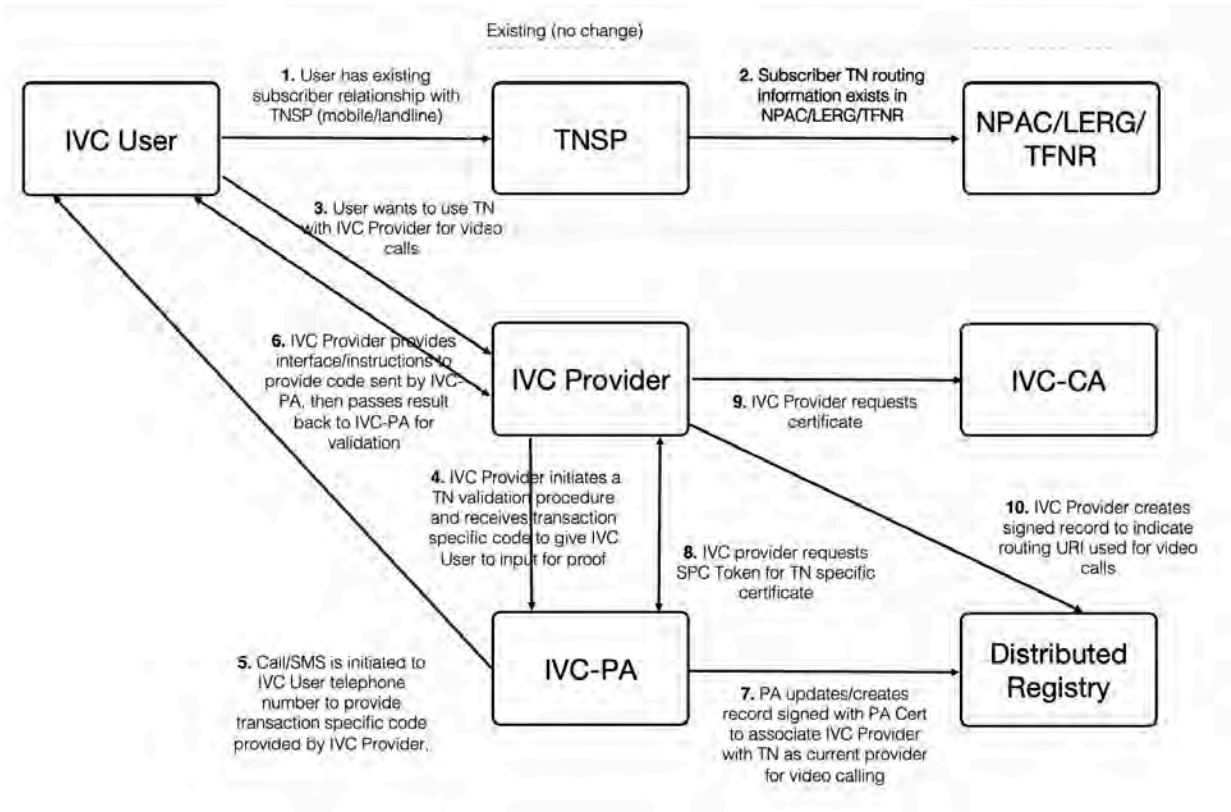 Existing (no change)
IVC User
1. User has existing
subscriber relationship with
TNSP (mobile/landline)
TNSP
2. Subscriber TN routing
information exists in
NPAC/LERG/TFNR
NPAC/LERG/
TFNR
3. User wants to use TN
with IVC Provider for video
calls
6. IVC Provider provides
interface/instructions to
provide code sent by IVC-
PA, then passes result
back to IVC-PA for
validation
IVC Provider
9. IVC Provider requests
certificate
IVC-CA
4. IVC Provider initiates a
TN validation procedure
and receives transaction
specific code to give IVC
User to input for proof
8. IVC provider requests
SPC Token for TN specific
certificate
10. IVC Provider creates
signed record to indicate
routing URI used for video
calls
5. Call/SMS is initiated to
IVC User telephone
number to provide
transaction specific code
provided by IVC Provider.
IVC-PA
7. PA updates/creates
record signed with PA Cert
to associate IVC Provider
with TN as current provider
for video calling
Distributed
Registry